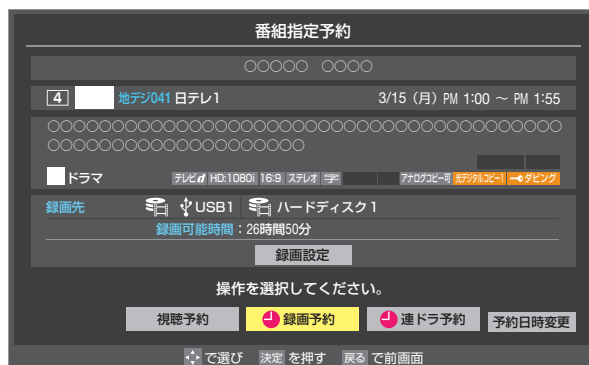 番組指定予約
○○○○○ ○○○○
4 地デジ041 日テレ1 3/15 (月) PM 1:00 ～ PM 1:55
○○○○○○○○○○○○○○○○○○○○○○○○○○○○○○○○○○○○○○○○
○○○○○○○○○○○○○○○○○○○○
ドラマ テレビd HD:1080i 16:9 ステレオ 字 アナログコピー可 光デジタルコピー1 ダビング
録画先 USB1 ハードディスク1
録画可能時間：26時間50分
録画設定
操作を選択してください。
視聴予約 録画予約 連ドラ予約 予約日時変更
で選び 決定 を押す 戻る で前画面